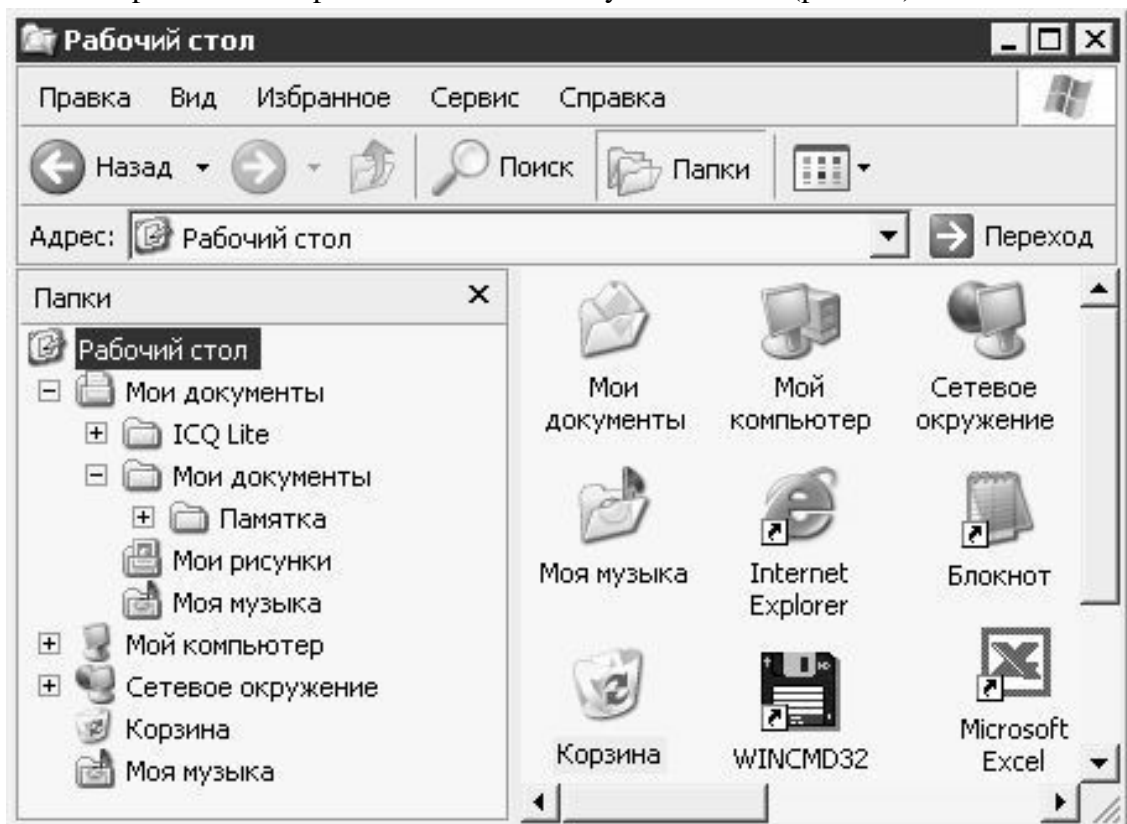 Рабочий стол
Правка Вид Избранное Сервис Справка
Назад Поиск Папки
Адрес: Рабочий стол Переход
Папки
Рабочий стол
Мои документы
ICQ Lite
Мои документы
Памятка
Мои рисунки
Моя музыка
Мой компьютер
Сетевое окружение
Корзина
Моя музыка
Мои документы
Мой компьютер
Сетевое окружение
Моя музыка
Internet Explorer
Блокнот
Корзина
WINCMD32
Microsoft Excel